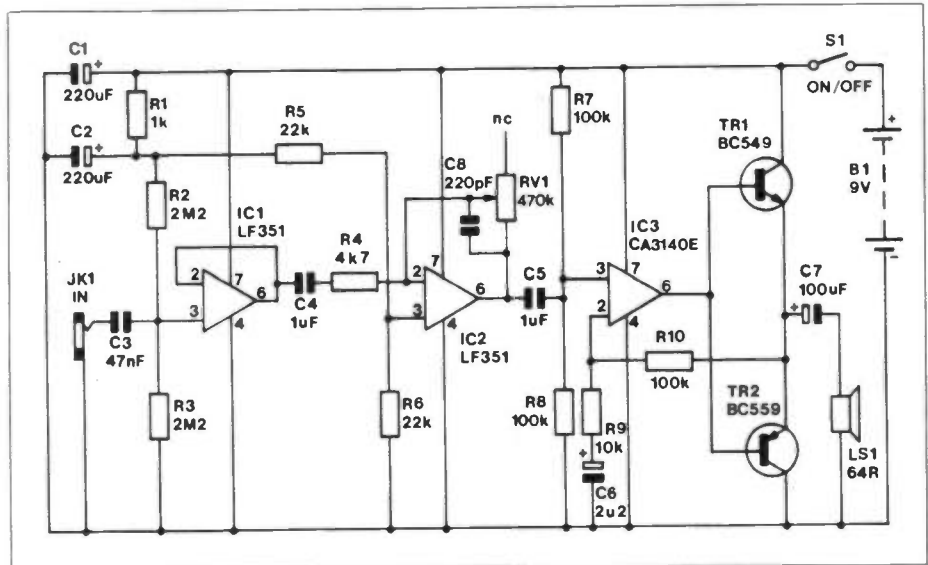 C1
+
220uF
R1
1k
C2
+
220uF
R2
2M2
JK1
IN
C3
47nF
R3
2M2
IC1
LF351
2
3
7
6
4
C4
1uF
R5
22k
R4
4k7
C8
220pF
nc
RV1
470k
2
3
7
6
4
IC2
LF351
R6
22k
C5
1uF
R7
100k
R8
100k
IC3
CA3140E
3
2
7
6
4
R10
100k
R9
10k
+
C6
2u2
TR1
BC549
TR2
BC559
S1
ON/OFF
+
B1
9V
-
C7
100uF
+
LS1
64R